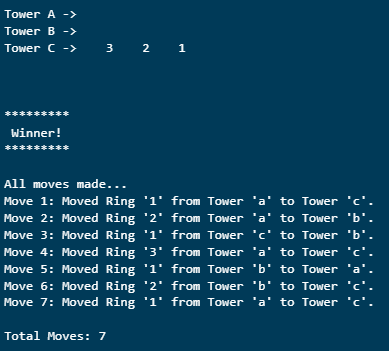 Tower A ->
Tower B ->
Tower C ->    3    2    1
*********
 Winner!
*********
All moves made...
Move 1: Moved Ring '1' from Tower 'a' to Tower 'c'.
Move 2: Moved Ring '2' from Tower 'a' to Tower 'b'.
Move 3: Moved Ring '1' from Tower 'c' to Tower 'b'.
Move 4: Moved Ring '3' from Tower 'a' to Tower 'c'.
Move 5: Moved Ring '1' from Tower 'b' to Tower 'a'.
Move 6: Moved Ring '2' from Tower 'b' to Tower 'c'.
Move 7: Moved Ring '1' from Tower 'a' to Tower 'c'.
Total Moves: 7